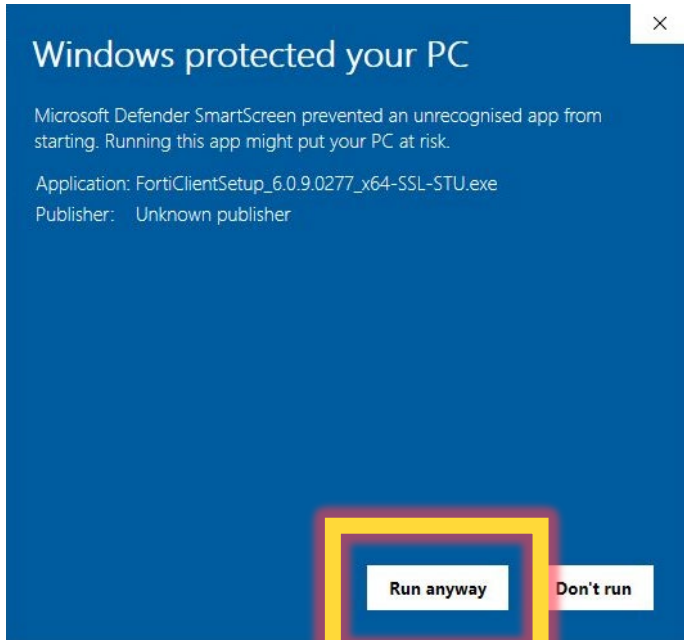 Windows protected your PC
Microsoft Defender SmartScreen prevented an unrecognised app from
starting. Running this app might put your PC at risk.
Application: FortiClientSetup_6.0.9.0277_x64-SSL-STU.exe
Publisher: Unknown publisher
Run anyway
Don't run